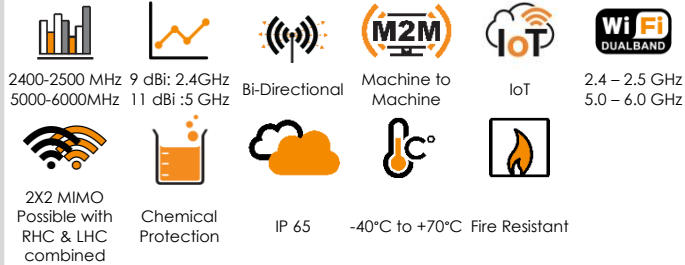 M2M
IoT
Wi Fi
DUALBAND
2400-2500 MHz
5000-6000MHz
9 dBi: 2.4GHz
11 dBi :5 GHz
Bi-Directional
Machine to
Machine
IoT
2.4 – 2.5 GHz
5.0 – 6.0 GHz
C°
2X2 MIMO
Possible with
RHC & LHC
combined
Chemical
Protection
IP 65
-40°C to +70°C
Fire Resistant